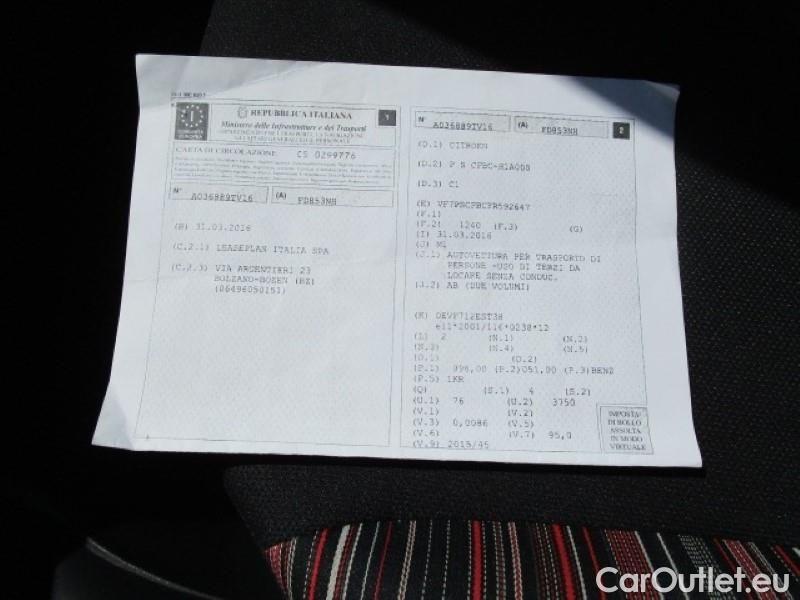 REPUBBLICA ITALIANA
1
I
Ministero delle Infrastrutture e dei Trasporti
CARTA DI CIRCOLAZIONE CS 0299776
N° A036889TV16 (A) FD853NH
(B) 31.03.2016
(C.2.1) LEASEPLAN ITALIA SPA
(C.2.3) VIA ARGENTIERI 23
BOLZANO-BOZEN (BZ)
(06496050151)
N° A036889TV16 (A) FD853NH 2
(D.1) CITROEN
(D.2) P S CFBC-H1A005
(D.3) C1
(E) VF7PSCFBCFR592647
(F.1)
(F.2) 1240 (F.3) (G)
(I) 31.03.2016
(J) M1
(J.1) AUTOVETTURA PER TRASPORTO DI
PERSONE -USO DI TERZI DA
LOCARE SENZA CONDUC.
(J.2) AB (DUE VOLUMI)
(K) OEVF712EST38
e11*2001/116*0238*12
(L) 2 (N.1) (N.2)
(N.3) (N.4) (N.5)
(O.1) (O.2)
(P.1) 998,00 (P.2)051,00 (P.3)BENZ
(P.5) 1KR
(Q) (S.1) 4 (S.2)
(U.1) 76 (U.2) 3750
(V.1) (V.2)
(V.3) 0,0086 (V.5)
(V.6) (V.7) 95,0
(V.9) 2015/45
IMPOSTA
DI BOLLO
ASSOLTA
IN MODO
VIRTUALE
CarOutlet.eu